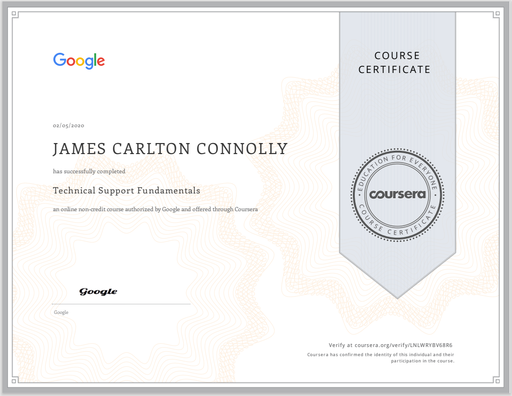 Google
COURSE
CERTIFICATE
02/05/2020
JAMES CARLTON CONNOLLY
has successfully completed
Technical Support Fundamentals
an online non-credit course authorized by Google and offered through Coursera
EDUCATION FOR EVERYONE
coursera
COURSE CERTIFICATE
Google
Google
Verify at coursera.org/verify/LNLWRYBV68R6
Coursera has confirmed the identity of this individual and their
participation in the course.